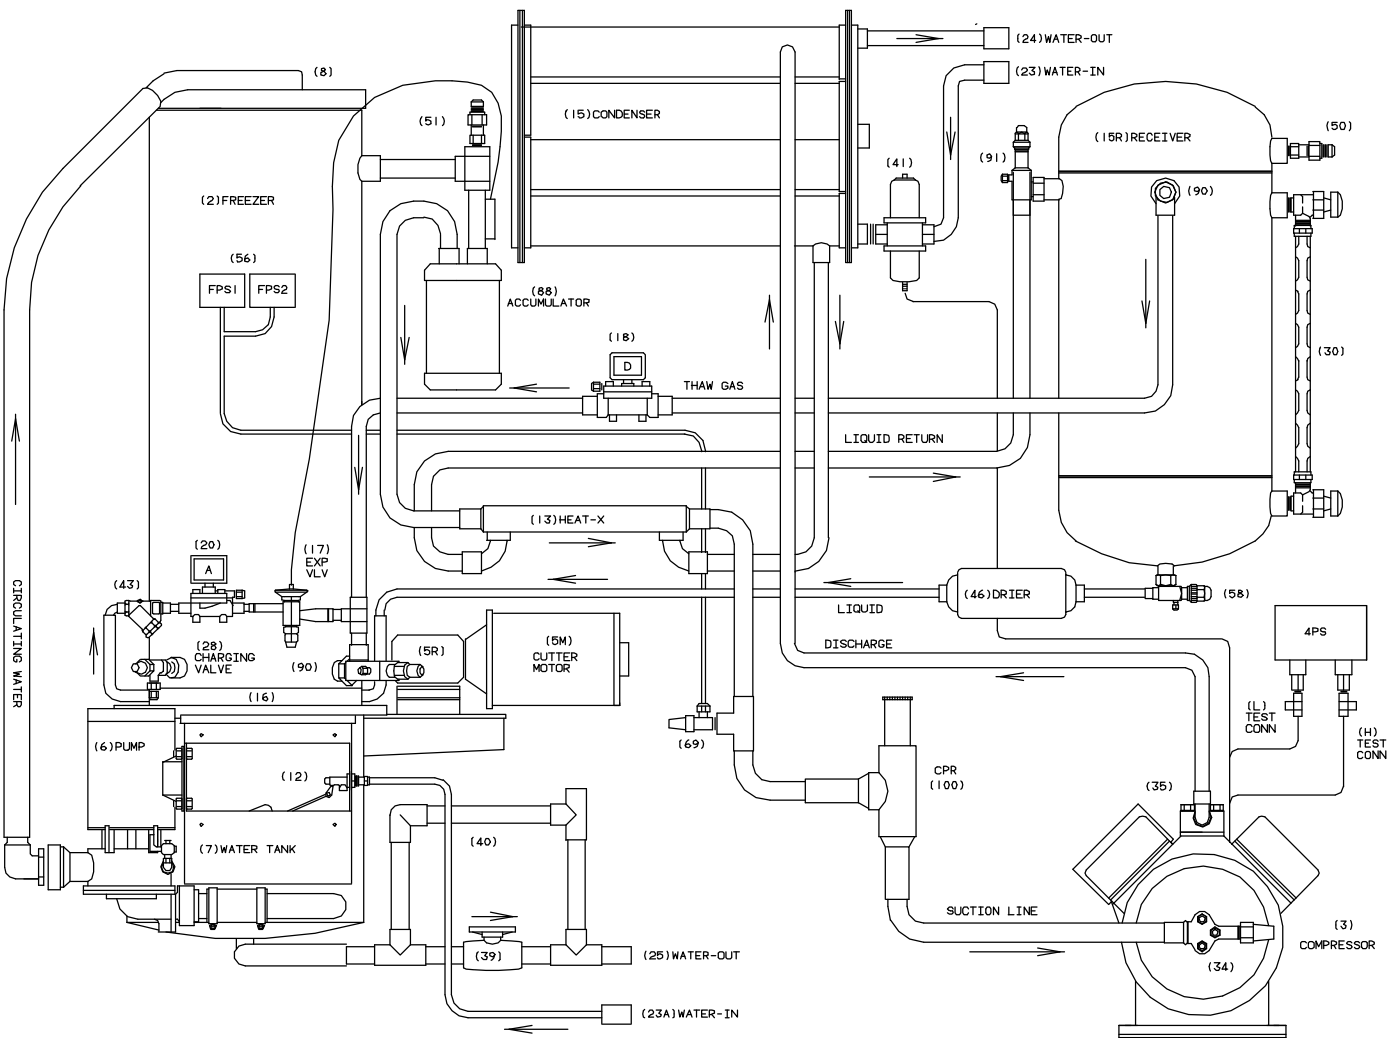 (8)
(24)WATER-OUT
(23)WATER-IN
(51)
(15)CONDENSER
(50)
(15R)RECEIVER
(41)
(91)
(2)FREEZER
(90)
(56)
FPS1 FPS2
(88)
ACCUMULATOR
(18)
D
THAW GAS
(30)
LIQUID RETURN
(13)HEAT-X
(20)
A
(17)
EXP
VLV
(43)
CIRCULATING WATER
(46)DRIER
(58)
LIQUID
(28)
CHARGING
VALVE
(90)
(5R)
(5M)
CUTTER
MOTOR
DISCHARGE
4PS
(16)
(L)
TEST
CONN
(H)
TEST
CONN
(6)PUMP
(69)
(12)
CPR
(100)
(35)
(7)WATER TANK
(40)
SUCTION LINE
(3)
COMPRESSOR
(34)
(39)
(25)WATER-OUT
(23A)WATER-IN